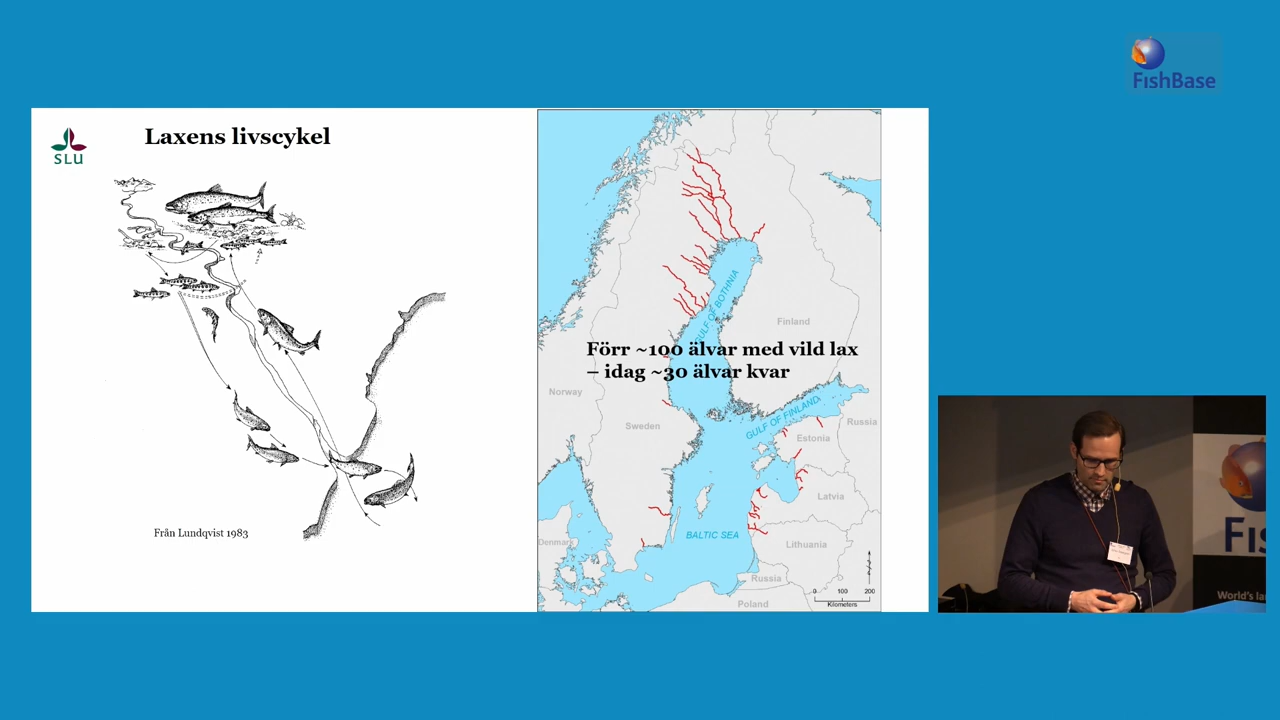 FishBase
SLU
Laxens livscykel
Från Lundqvist 1983
GULF OF BOTHNIA
Finland
Förr ~100 älvar med vild lax
– idag ~30 älvar kvar
Norway
Sweden
GULF OF FINLAND
Russia
Estonia
Latvia
BALTIC SEA
Lithuania
Denmark
Russia
Poland
0 100 200
Kilometers
Fis
World's la